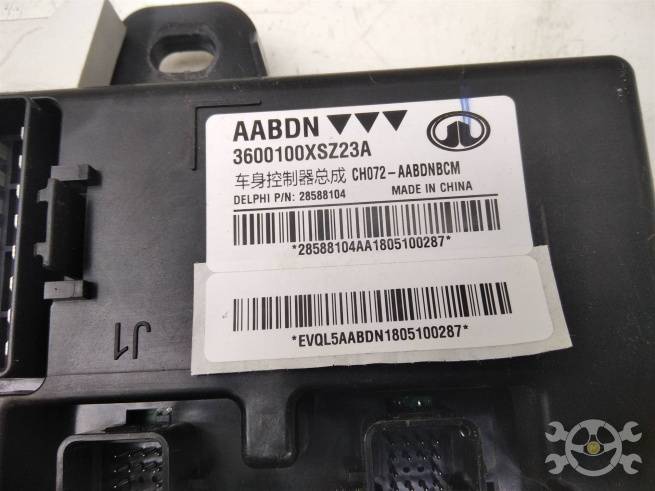 AABDN ▼▼▼
3600100XSZ23A
车身控制器总成 CH072-AABDNBCM
DELPHI P/N: 28588104 MADE IN CHINA
*28588104AA1805100287*
*EVQL5AABDN1805100287*
J1